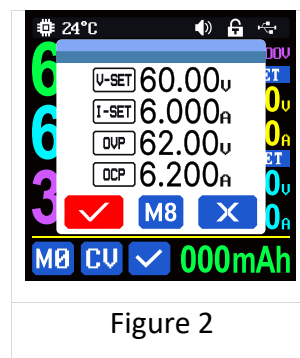 24°C
V-SET 60.00V
I-SET 6.000A
OVP 62.00V
OCP 6.200A
M8 X
M0 CV 000mAh
Figure 2